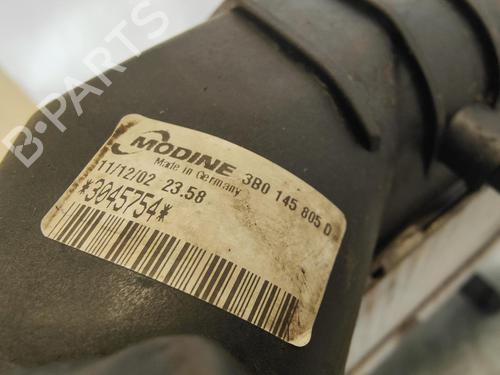 B-PARTS
MODINE 3B0 145 805 D
Made in Germany
11/12/02 23.58
*3045754*